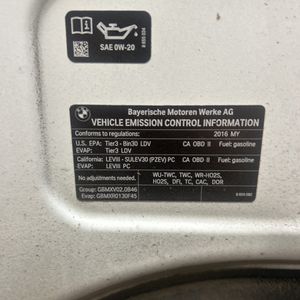 SAE 0W-20
BMW
Bayerische Motoren Werke AG
VEHICLE EMISSION CONTROL INFORMATION
Conforms to regulations: 2016 MY
U.S. EPA: Tier3 - Bin30 LDV CA OBD II Fuel: gasoline
EVAP: Tier3 LDV
California: LEVIII - SULEV30 (PZEV) PC CA OBD II Fuel: gasoline
EVAP: LEVIII PC
No adjustments needed.
WU-TWC, TWC, WR-HO2S,
HO2S, DFI, TC, CAC, DOR
Group: GBMXV02.0B46
Evap: GBMXR0130F45